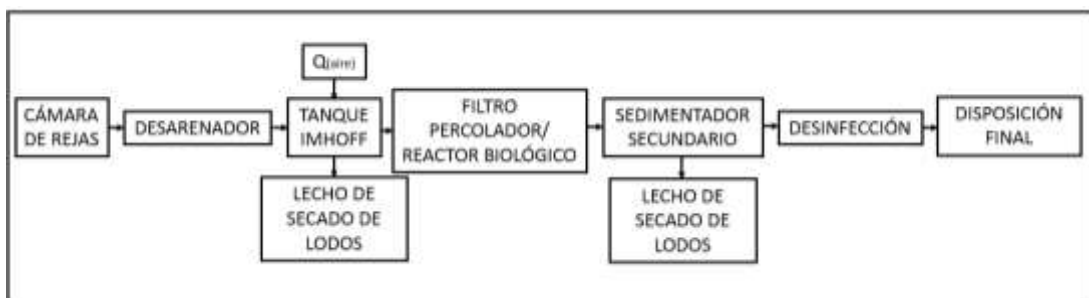 Q(aire)
CÁMARA
DE REJAS
DESARENADOR
TANQUE
IMHOFF
FILTRO
PERCOLADOR/
REACTOR BIOLÓGICO
SEDIMENTADOR
SECUNDARIO
DESINFECCIÓN
DISPOSICIÓN
FINAL
LECHO DE
SECADO DE
LODOS
LECHO DE
SECADO DE
LODOS